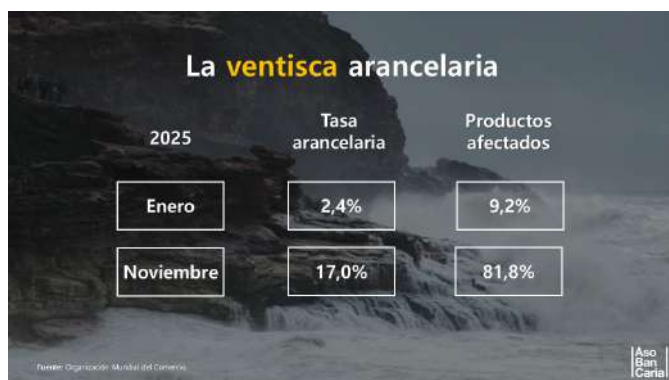 La ventisca arancelaria
2025
Tasa
arancelaria
Productos
afectados
Enero
2,4%
9,2%
Noviembre
17,0%
81,8%
Fuente: Organización Mundial del Comercio.
Aso
Ban
Caria